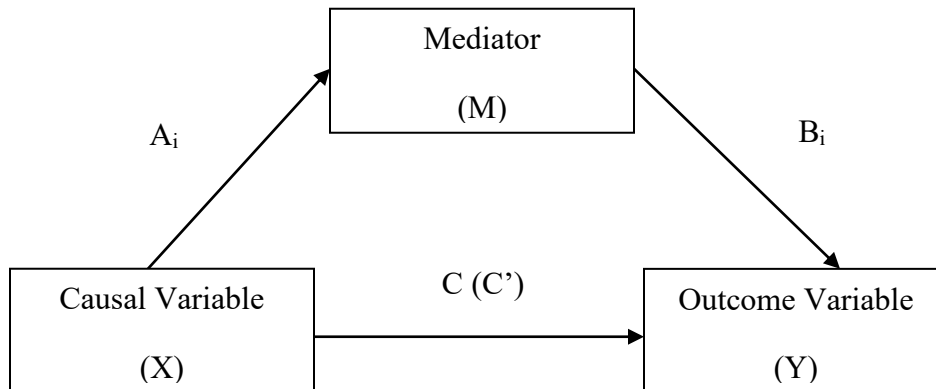 Mediator
(M)
Aᵢ
Bᵢ
C (C’)
Causal Variable
(X)
Outcome Variable
(Y)